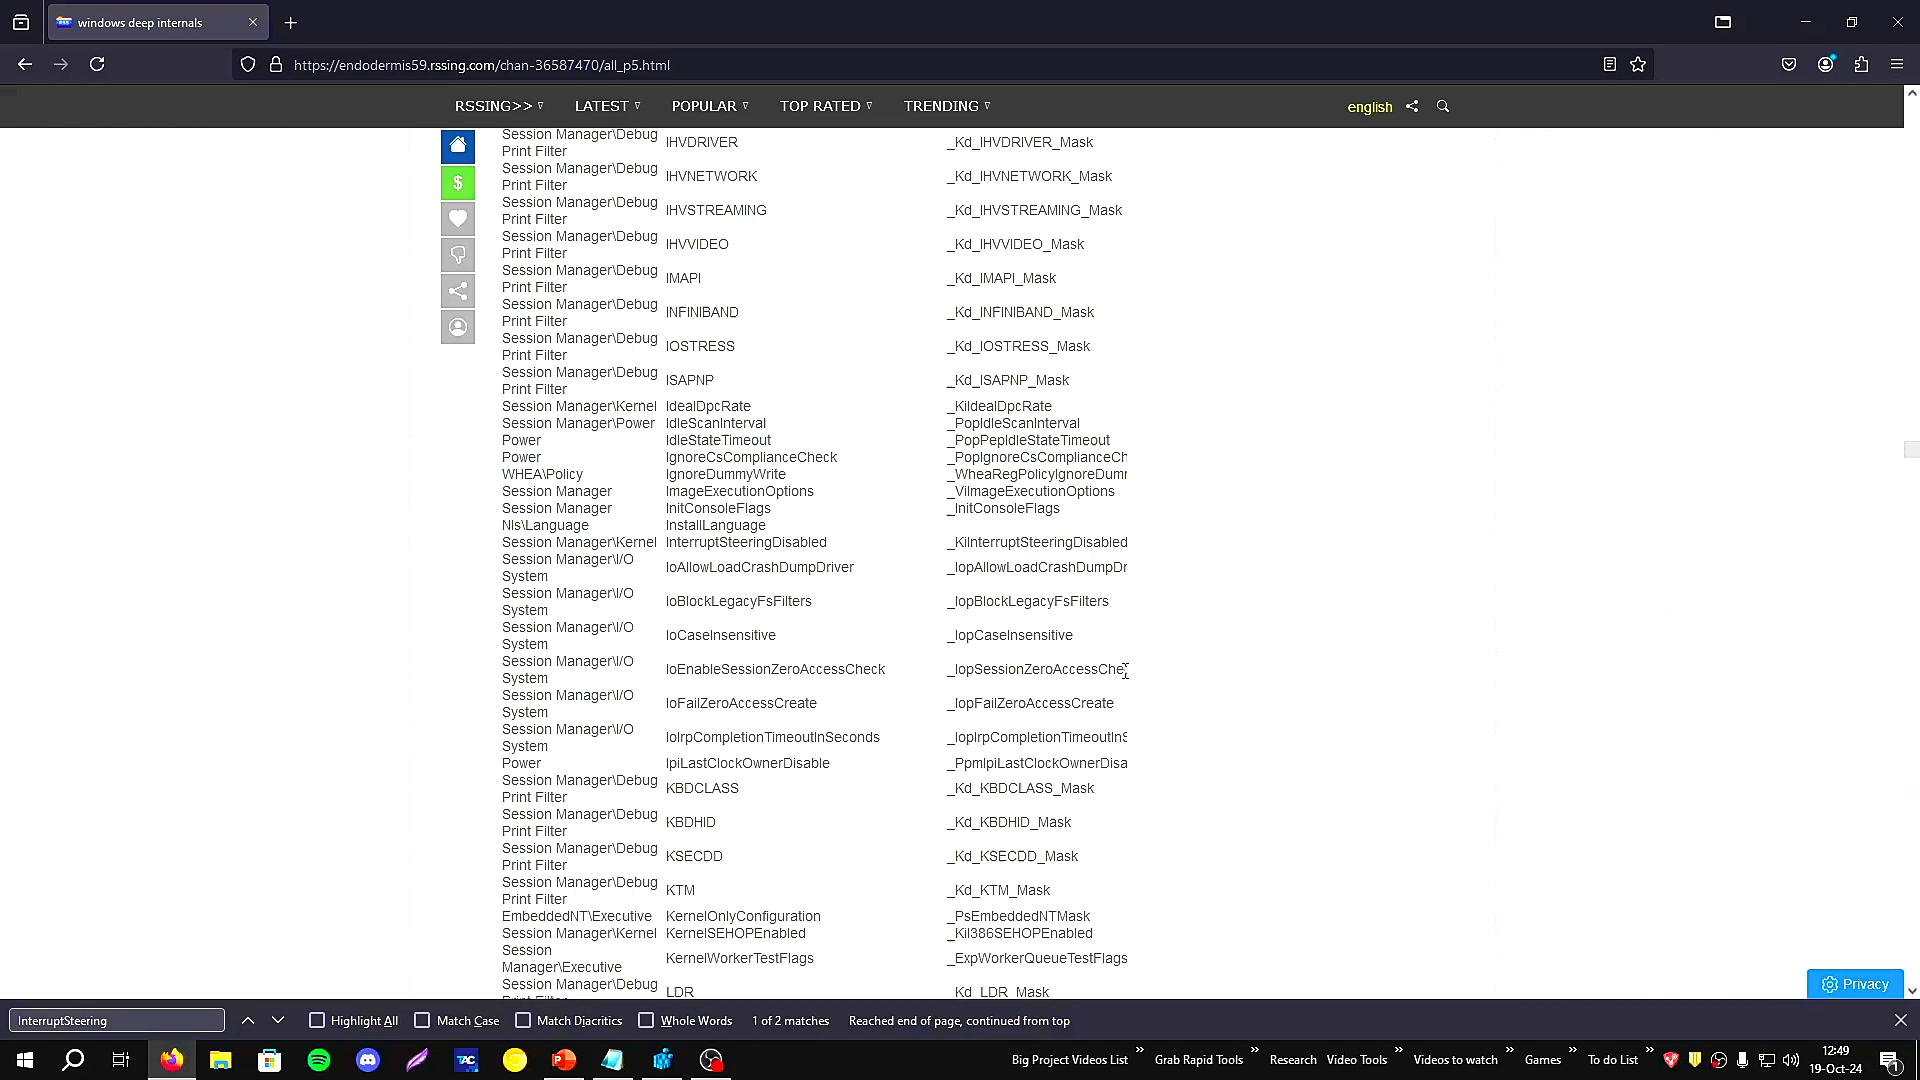 windows deep internals
https://endodermis59.rssing.com/chan-36587470/all_p5.html
RSSING>> LATEST POPULAR TOP RATED TRENDING english
Session Manager\Debug
Print Filter IHVDRIVER _Kd_IHVDRIVER_Mask
Session Manager\Debug
Print Filter IHVNETWORK _Kd_IHVNETWORK_Mask
Session Manager\Debug
Print Filter IHVSTREAMING _Kd_IHVSTREAMING_Mask
Session Manager\Debug
Print Filter IHVVIDEO _Kd_IHVVIDEO_Mask
Session Manager\Debug
Print Filter IMAPI _Kd_IMAPI_Mask
Session Manager\Debug
Print Filter INFINIBAND _Kd_INFINIBAND_Mask
Session Manager\Debug
Print Filter IOSTRESS _Kd_IOSTRESS_Mask
Session Manager\Debug
Print Filter ISAPNP _Kd_ISAPNP_Mask
Session Manager\Kernel IdealDpcRate _KiIdealDpcRate
Session Manager\Power IdleScanInterval _PopIdleScanInterval
Power IdleStateTimeout _PopPepIdleStateTimeout
Power IgnoreCsComplianceCheck _PopIgnoreCsComplianceCh
WHEA\Policy IgnoreDummyWrite _WheaRegPolicyIgnoreDumm
Session Manager ImageExecutionOptions _ViImageExecutionOptions
Session Manager InitConsoleFlags _InitConsoleFlags
Nls\Language InstallLanguage
Session Manager\Kernel InterruptSteeringDisabled _KiInterruptSteeringDisabled
Session Manager\I/O
System IoAllowLoadCrashDumpDriver _IopAllowLoadCrashDumpDr
Session Manager\I/O
System IoBlockLegacyFsFilters _IopBlockLegacyFsFilters
Session Manager\I/O
System IoCaseInsensitive _IopCaseInsensitive
Session Manager\I/O
System IoEnableSessionZeroAccessCheck _IopSessionZeroAccessChe
Session Manager\I/O
System IoFailZeroAccessCreate _IopFailZeroAccessCreate
Session Manager\I/O
System IoIrpCompletionTimeoutInSeconds _IopIrpCompletionTimeoutInS
Power IpiLastClockOwnerDisable _PpmIpiLastClockOwnerDisa
Session Manager\Debug
Print Filter KBDCLASS _Kd_KBDCLASS_Mask
Session Manager\Debug
Print Filter KBDHID _Kd_KBDHID_Mask
Session Manager\Debug
Print Filter KSECDD _Kd_KSECDD_Mask
Session Manager\Debug
Print Filter KTM _Kd_KTM_Mask
EmbeddedNT\Executive KernelOnlyConfiguration _PsEmbeddedNTMask
Session Manager\Kernel KernelSEHOPEnabled _KiI386SEHOPEnabled
Session
Manager\Executive KernelWorkerTestFlags _ExpWorkerQueueTestFlags
Session Manager\Debug
Print Filter LDR _Kd_LDR_Mask
Privacy
InterruptSteering Highlight All Match Case Match Diacritics Whole Words 1 of 2 matches Reached end of page, continued from top
TAC Big Project Videos List Grab Rapid Tools Research Video Tools Videos to watch Games To do List 12:49
19-Oct-24
1